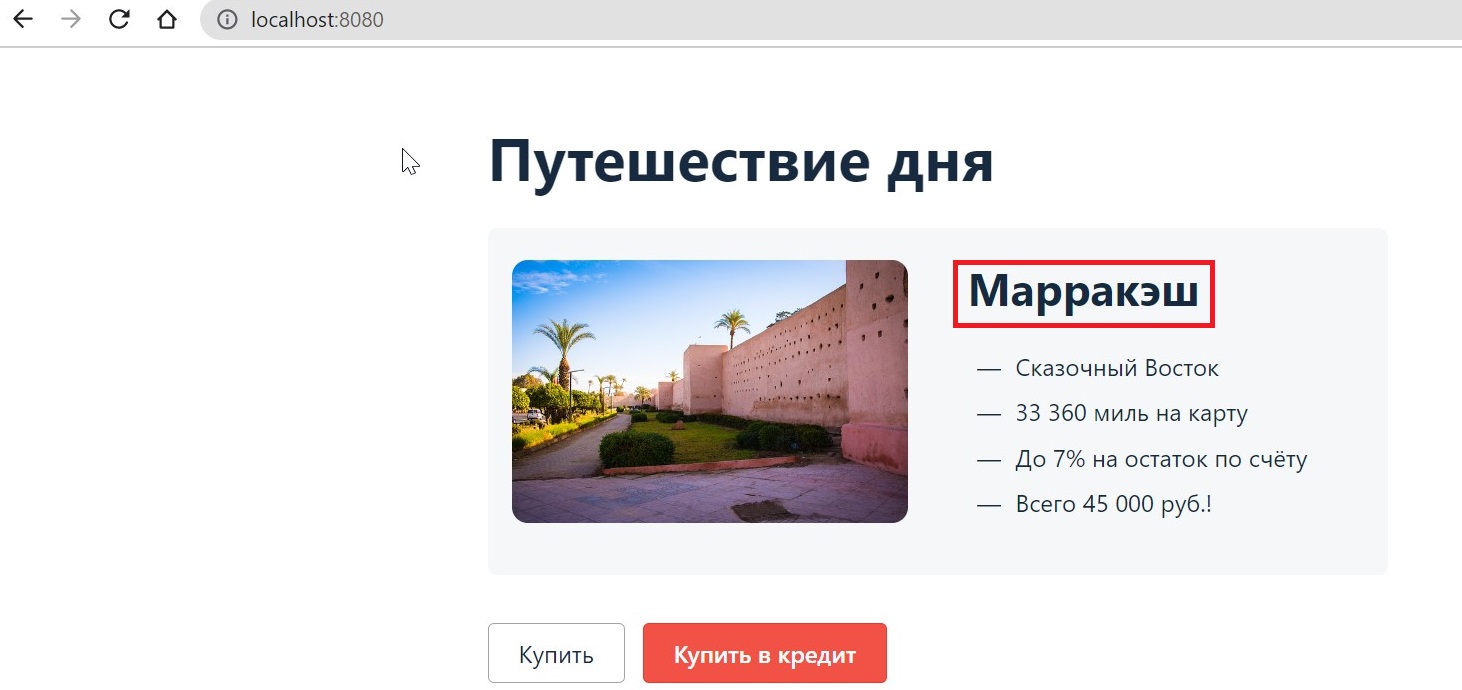 localhost:8080
Путешествие дня
Марракэш
— Сказочный Восток
— 33 360 миль на карту
— До 7% на остаток по счёту
— Всего 45 000 руб.!
Купить
Купить в кредит